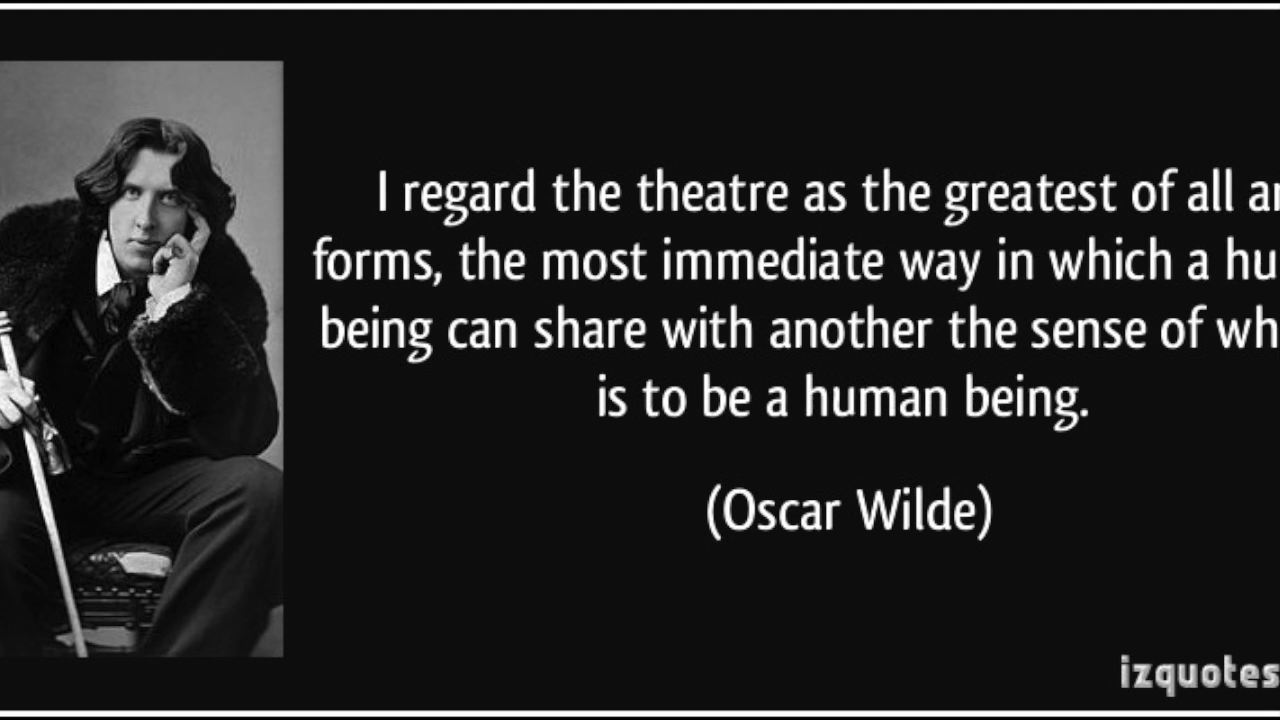 I regard the theatre as the greatest of all
forms, the most immediate way in which a
being can share with another the sense of
is to be a human being.
(Oscar Wilde)
izquotes